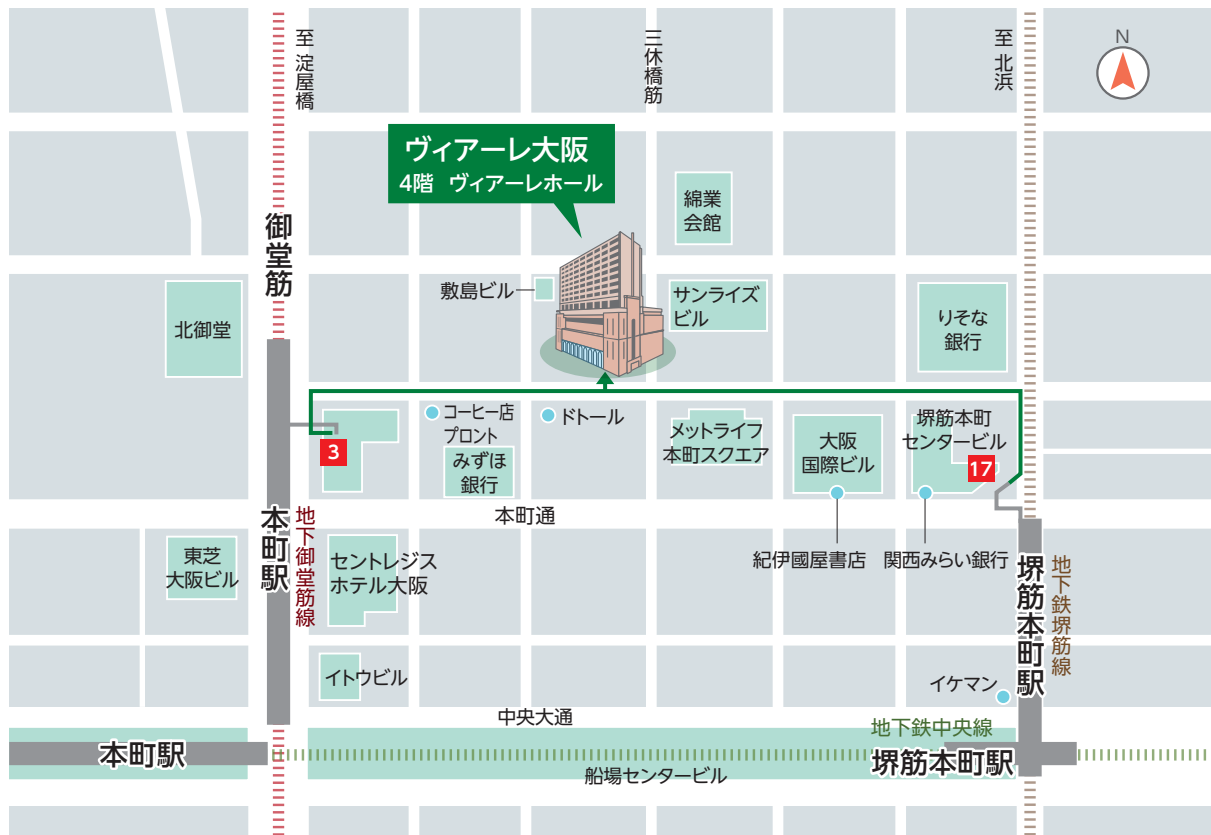 至 淀屋橋
三休橋筋
至 北浜
N
ヴィアーレ大阪
4階 ヴィアーレホール
綿業
会館
御堂筋
敷島ビル
サンライズ
ビル
北御堂
りそな
銀行
コーヒー店
プロント
ドトール
メットライフ
本町スクエア
大阪
国際ビル
堺筋本町
センタービル
3
みずほ
銀行
17
本町通
本町駅
地下御堂筋線
東芝
大阪ビル
セントレジス
ホテル大阪
紀伊國屋書店
関西みらい銀行
堺筋本町駅
地下鉄堺筋線
イトウビル
イケマン
中央大通
地下鉄中央線
本町駅
堺筋本町駅
船場センタービル